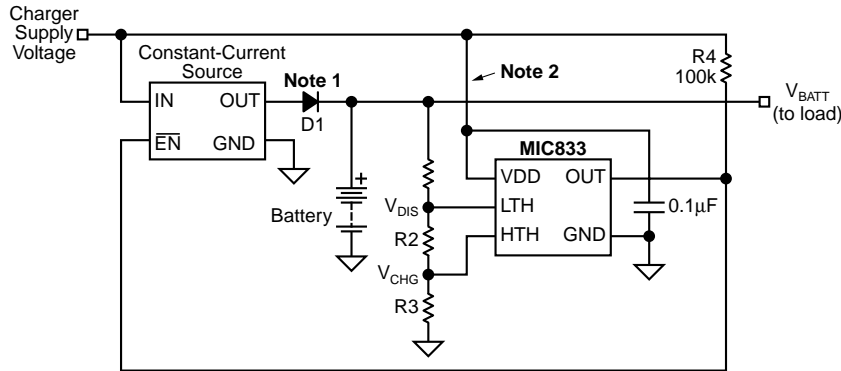 Charger
Supply
Voltage
Constant-Current
Source
Note 1
Note 2
R4
100k
IN
OUT
EN
GND
D1
V_BATT
(to load)
MIC833
VDD
OUT
LTH
HTH
GND
0.1µF
Battery
+
V_DIS
R2
V_CHG
R3